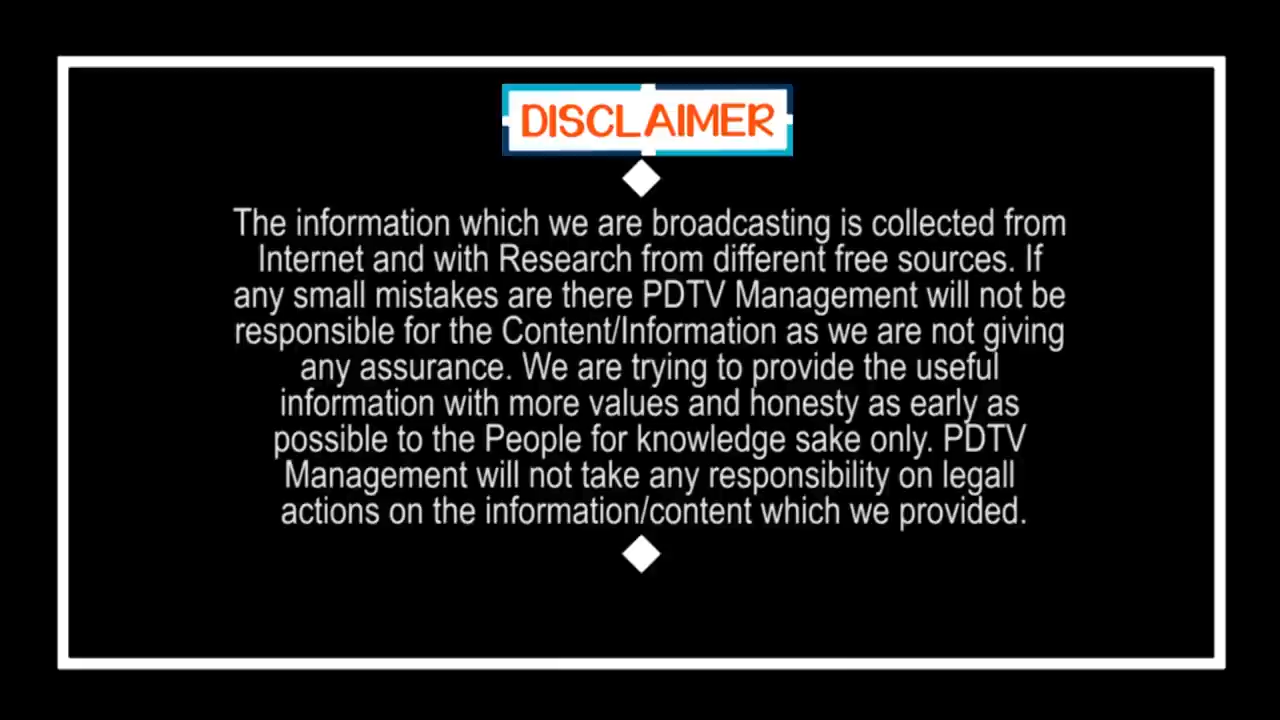 DISCLAIMER
The information which we are broadcasting is collected from
Internet and with Research from different free sources. If
any small mistakes are there PDTV Management will not be
responsible for the Content/Information as we are not giving
any assurance. We are trying to provide the useful
information with more values and honesty as early as
possible to the People for knowledge sake only. PDTV
Management will not take any responsibility on legall
actions on the information/content which we provided.